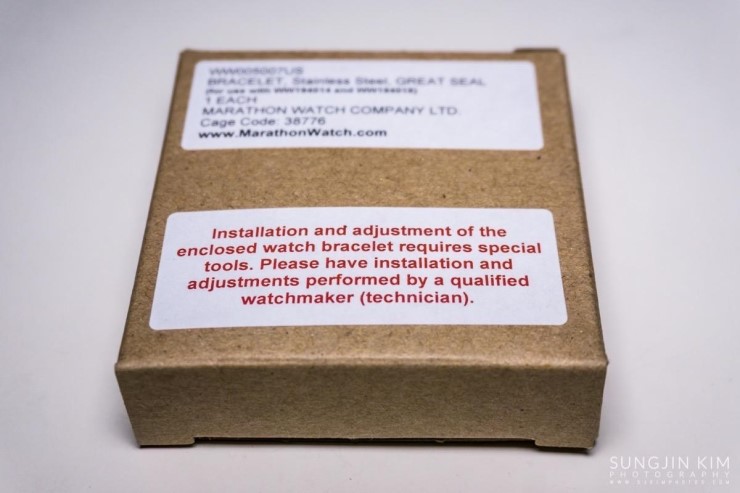 WW005007US
BRACELET, Stainless Steel, GREAT SEAL
(for use with WW194014 and WW194018)
1 EACH
MARATHON WATCH COMPANY LTD.
Cage Code: 38776
www.MarathonWatch.com
Installation and adjustment of the
enclosed watch bracelet requires special
tools. Please have installation and
adjustments performed by a qualified
watchmaker (technician).
SUNGJIN KIM
PHOTOGRAPHY